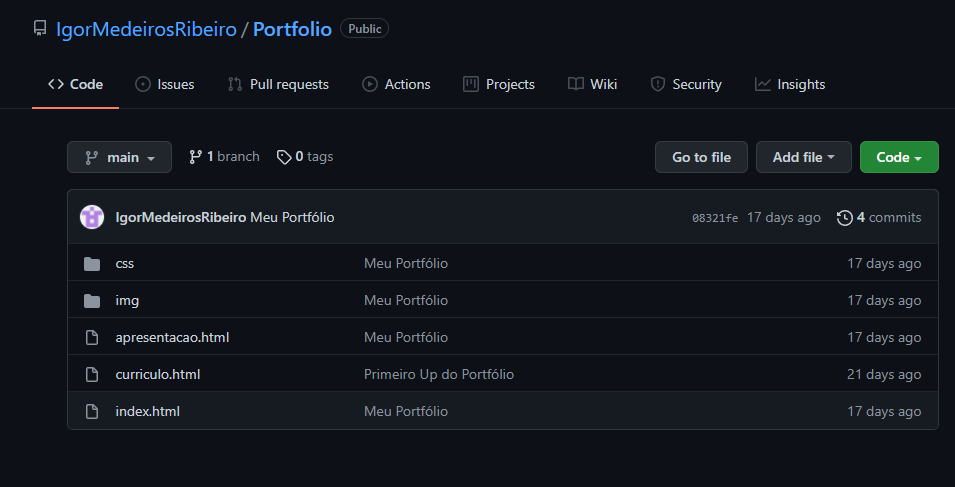 IgorMedeirosRibeiro / Portfolio Public
Code Issues Pull requests Actions Projects Wiki Security Insights
main 1 branch 0 tags Go to file Add file Code
IgorMedeirosRibeiro Meu Portfólio 08321fe 17 days ago 4 commits
css Meu Portfólio 17 days ago
img Meu Portfólio 17 days ago
apresentacao.html Meu Portfólio 17 days ago
curriculo.html Primeiro Up do Portfólio 21 days ago
index.html Meu Portfólio 17 days ago